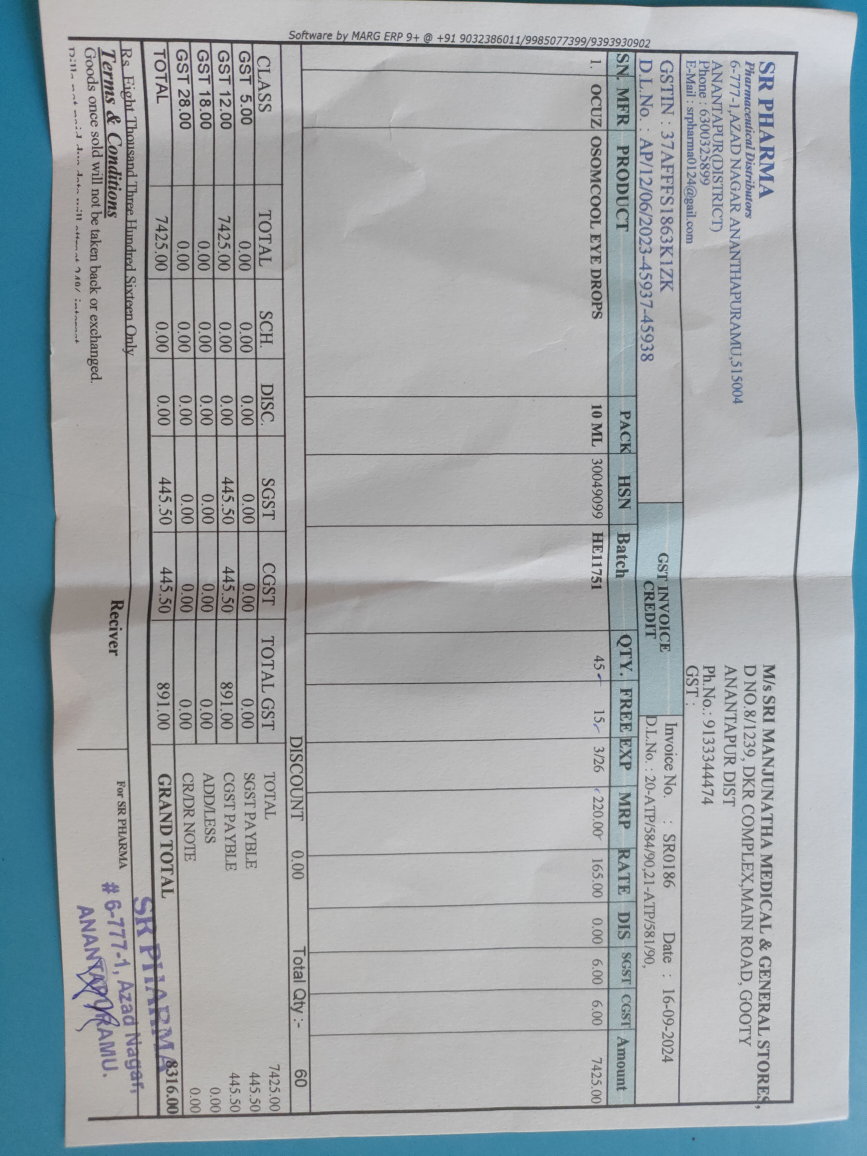 SR PHARMA
Pharmaceutical Distributors
6-777-1,AZAD NAGAR ANANTHAPURAMU,515004
ANANTAPUR(DISTRICT)
Phone : 6300325899
E-Mail : srpharma0124@gail.com
M/s SRI MANJUNATHA MEDICAL & GENERAL STORES,
D NO.8/1239, DKR COMPLEX,MAIN ROAD, GOOTY
ANANTAPUR DIST
Ph.No.: 9133344474
GST :
GSTIN : 37AFFFS1863K1ZK
D.L.No. : AP/12/06/2023-45937-45938
GST INVOICE
CREDIT
Invoice No. : SR0186 Date : 16-09-2024
D.L.No. : 20-ATP/584/90,21-ATP/581/90,
SN. MFR PRODUCT PACK HSN Batch QTY. FREE EXP MRP RATE DIS SGST CGST Amount
1. OCUZ OSOMCOOL EYE DROPS 10 ML 30049099 HE11751 45 15 3/26 220.00 165.00 0.00 6.00 6.00 7425.00
DISCOUNT 0.00 Total Qty :- 60
CLASS TOTAL SCH. DISC. SGST CGST TOTAL GST
GST 5.00 0.00 0.00 0.00 0.00 0.00 0.00
GST 12.00 7425.00 0.00 0.00 445.50 445.50 891.00
GST 18.00 0.00 0.00 0.00 0.00 0.00 0.00
GST 28.00 0.00 0.00 0.00 0.00 0.00 0.00
TOTAL 7425.00 0.00 0.00 445.50 445.50 891.00
TOTAL 7425.00
SGST PAYBLE 445.50
CGST PAYBLE 445.50
ADD/LESS 0.00
CR/DR NOTE 0.00
GRAND TOTAL 8316.00
Rs. Eight Thousand Three Hundred Sixteen Only
Terms & Conditions
Goods once sold will not be taken back or exchanged.
Reciver
For SR PHARMA
SR PHARMA
# 6-777-1, Azad Nagar,
ANANTAPURAMU.
Software by MARG ERP 9+ @ +91 9032386011/9985077399/9393930902